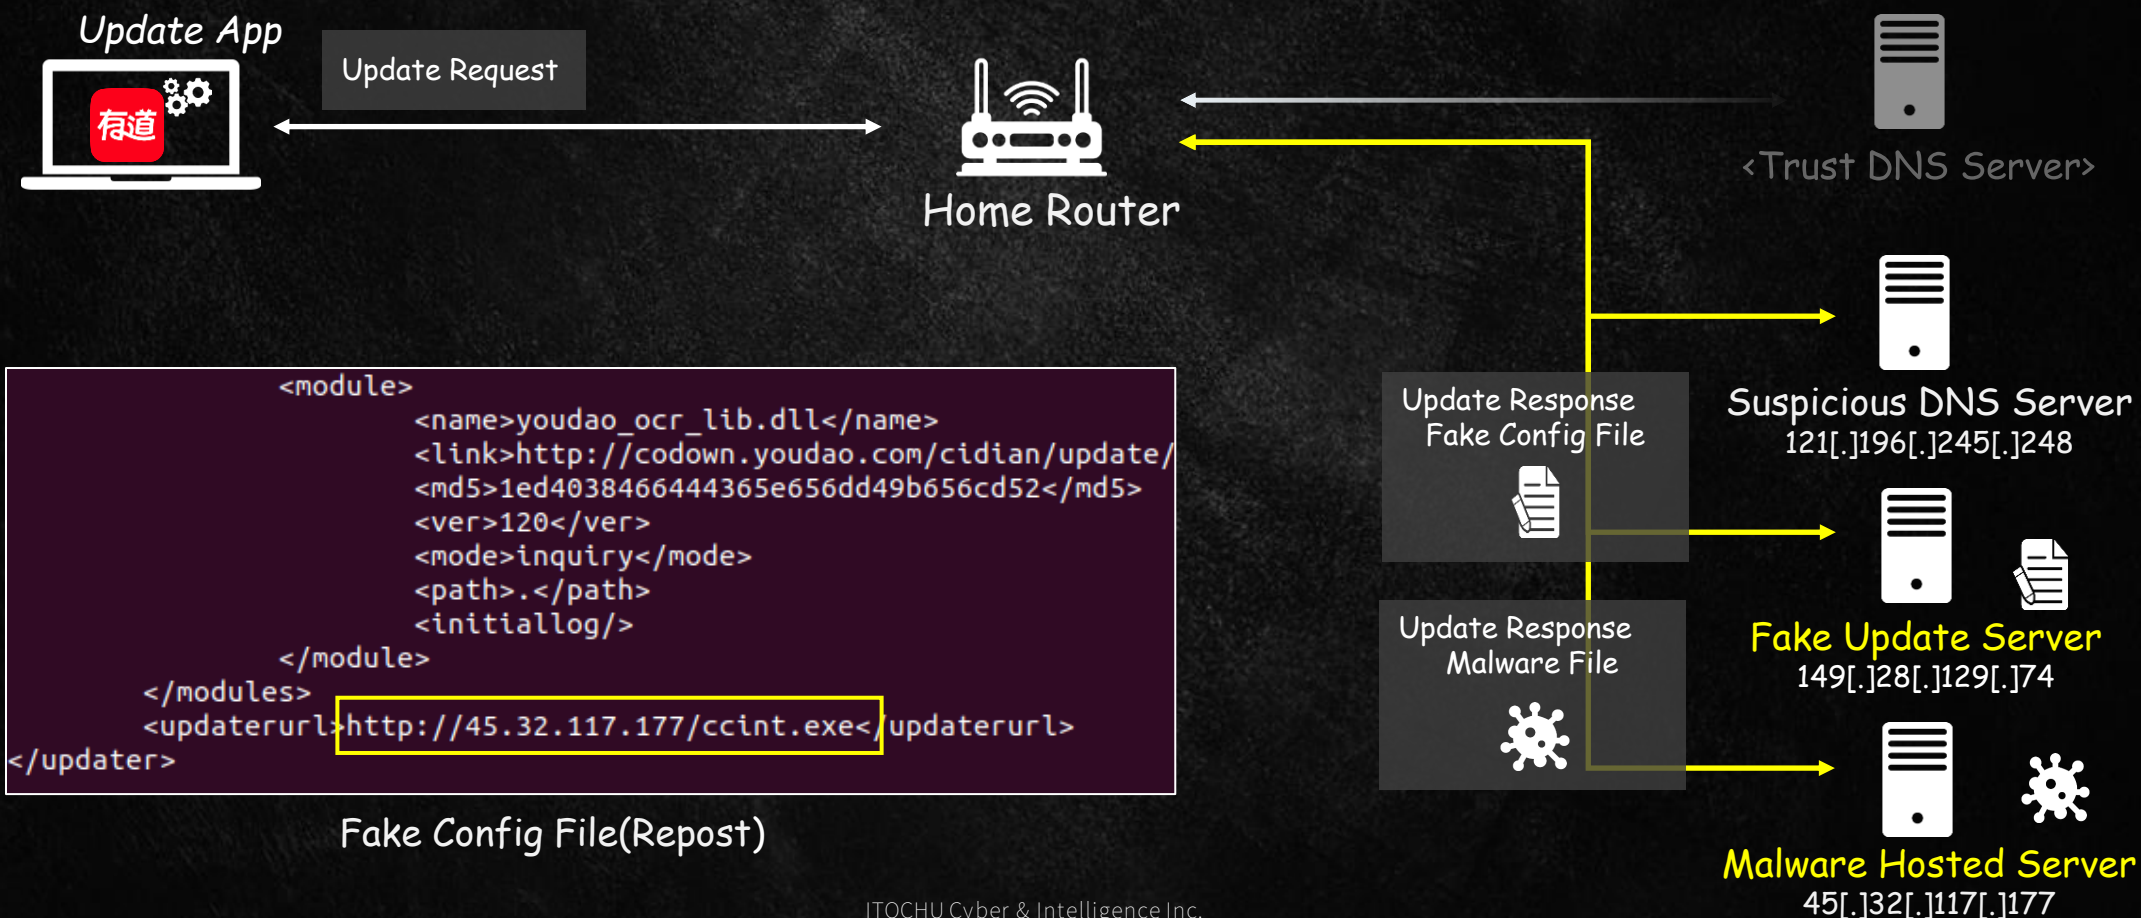 Update App
有道
Update Request
Home Router
<Trust DNS Server>
Suspicious DNS Server
121[.]196[.]245[.]248
Update Response
Fake Config File
Fake Update Server
149[.]28[.]129[.]74
Update Response
Malware File
Malware Hosted Server
45[.]32[.]117[.]177
<module>
<name>youdao_ocr_lib.dll</name>
<link>http://codown.youdao.com/cidian/update/
<md5>1ed4038466444365e656dd49b656cd52</md5>
<ver>120</ver>
<mode>inquiry</mode>
<path>.</path>
<initiallog/>
</module>
</modules>
<updaterurl>http://45.32.117.177/ccint.exe</updaterurl>
</updater>
Fake Config File(Repost)
ITOCHU Cyber & Intelligence Inc.